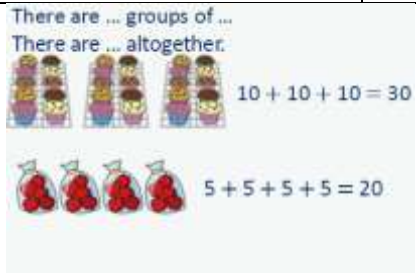 There are ... groups of ...
There are ... altogether.
10 + 10 + 10 = 30
5 + 5 + 5 + 5 = 20